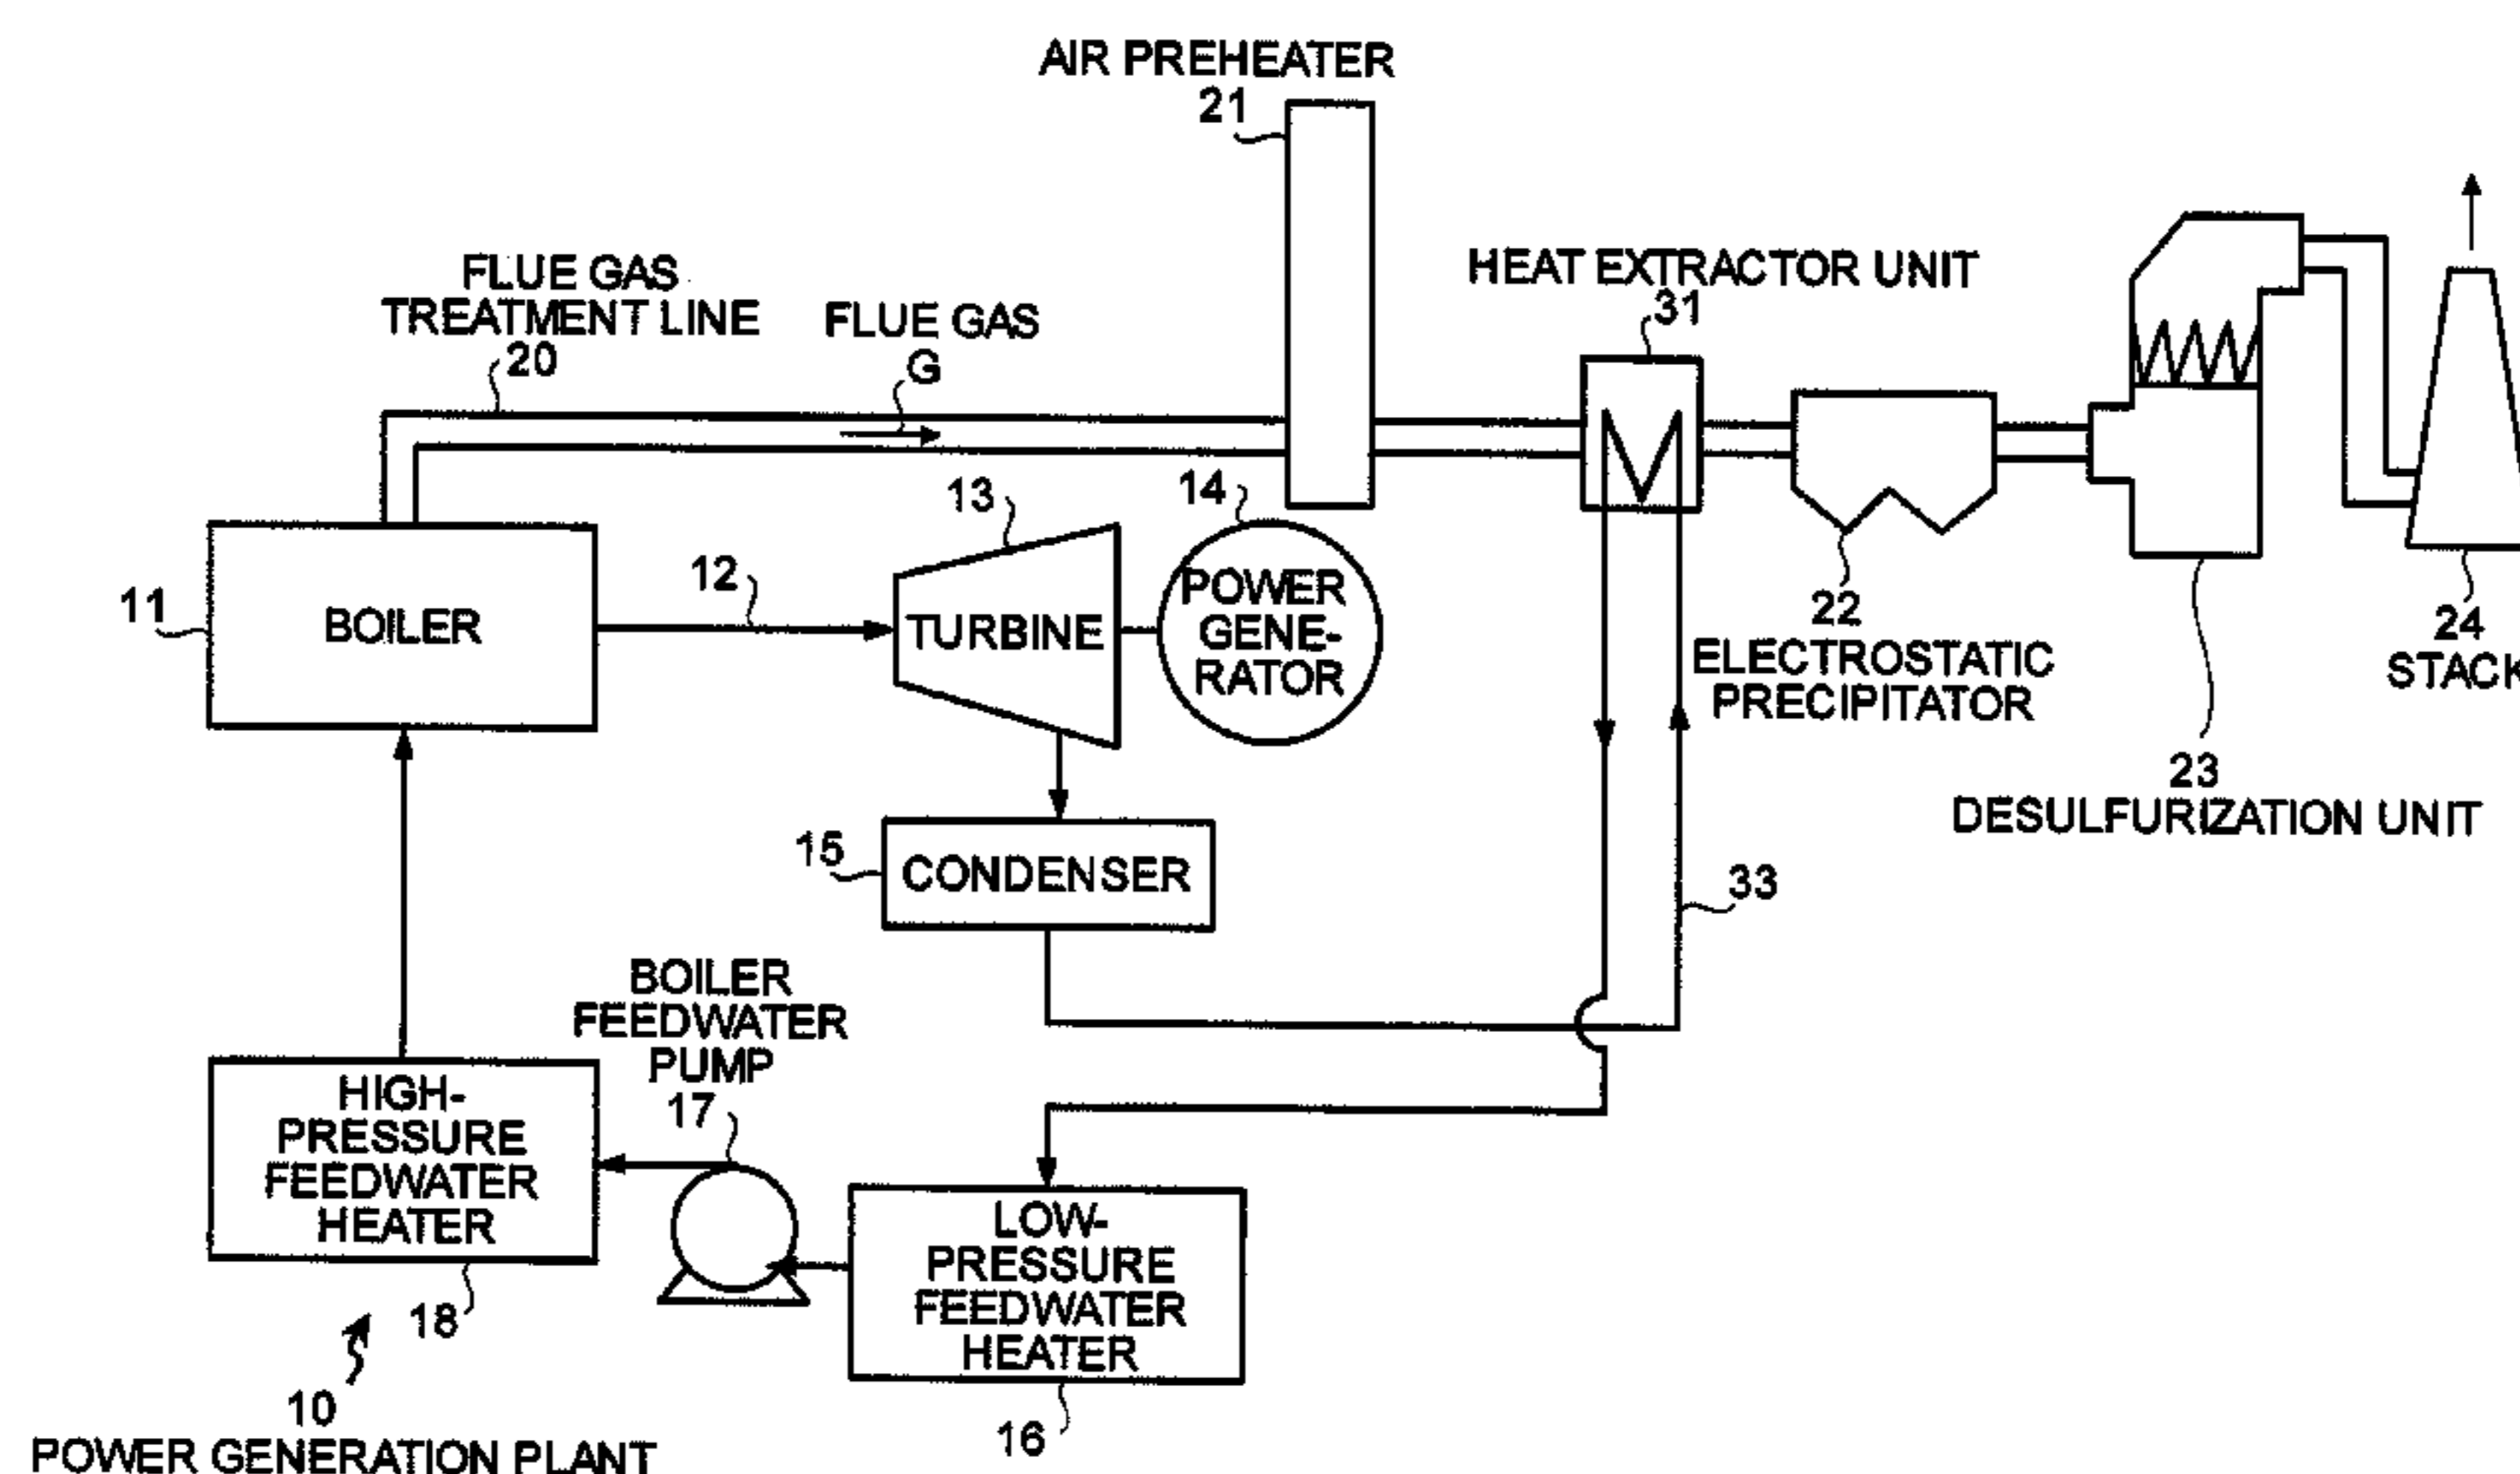 AIR PREHEATER
21
FLUE GAS
TREATMENT LINE
20
FLUE GAS
G
HEAT EXTRACTOR UNIT
31
13
14
12
11
BOILER
TURBINE
POWER
GENE-
RATOR
22
ELECTROSTATIC
PRECIPITATOR
24
STACK
23
DESULFURIZATION UNIT
15
CONDENSER
33
BOILER
FEEDWATER
PUMP
17
HIGH-
PRESSURE
FEEDWATER
HEATER
18
LOW-
PRESSURE
FEEDWATER
HEATER
16
10
POWER GENERATION PLANT